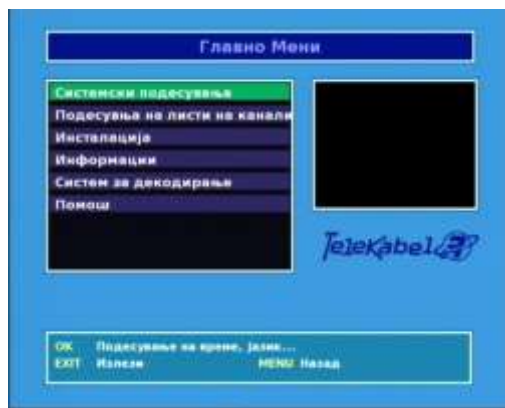 Главно Мени
Системски подесувања
Подесувња на листи на канали
Инсталација
Информации
Систем за декодирање
Помош
TeleKabel
OK Подесување на време, јазик...
EXIT Излези MENU Назад